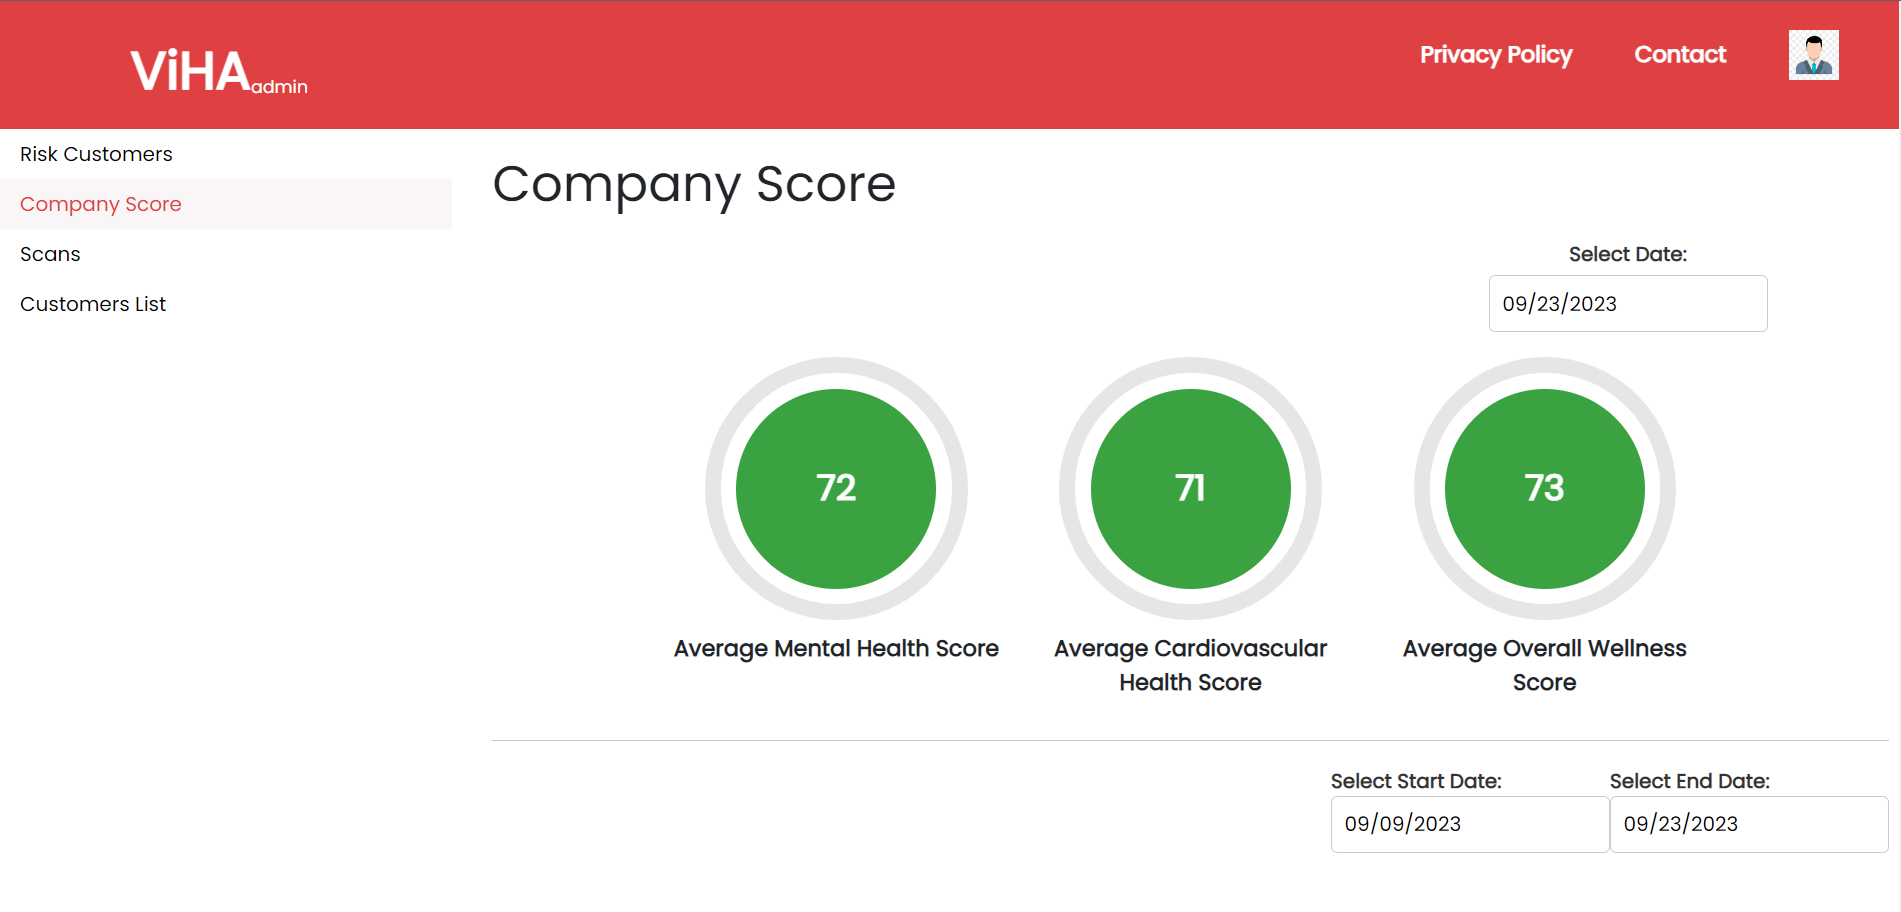 ViHA admin
Privacy Policy
Contact
Risk Customers
Company Score
Scans
Customers List
Company Score
Select Date:
09/23/2023
72
71
73
Average Mental Health Score
Average Cardiovascular
Health Score
Average Overall Wellness
Score
Select Start Date:
Select End Date:
09/09/2023
09/23/2023